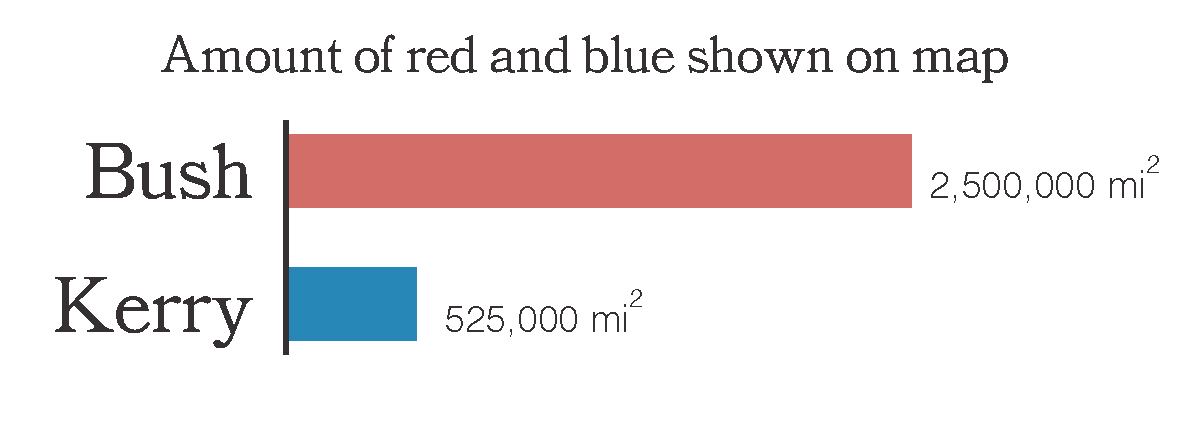 Amount of red and blue shown on map
Bush
2,500,000 mi²
Kerry
525,000 mi²